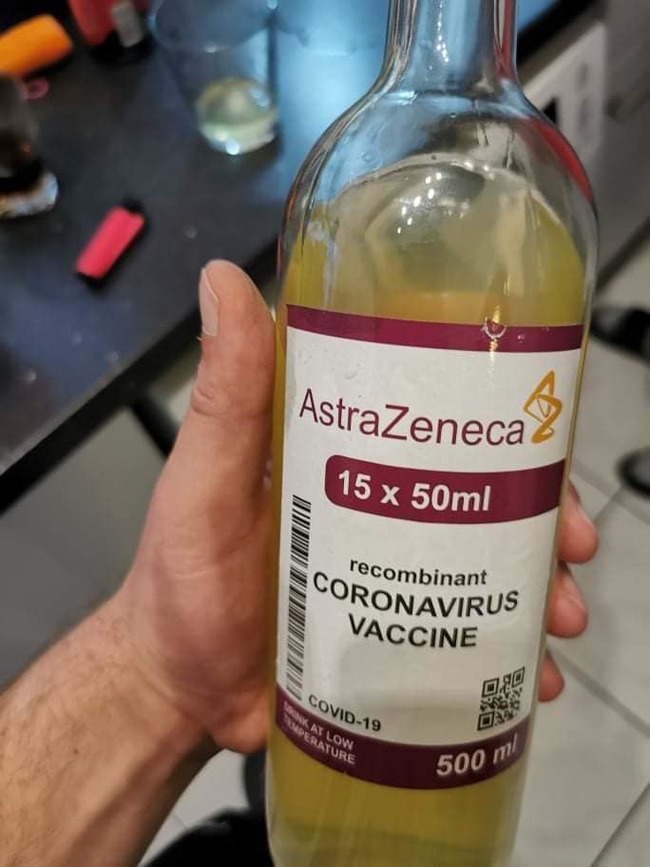 AstraZeneca
15 x 50ml
recombinant
CORONAVIRUS
VACCINE
COVID-19
DRINK AT LOW
TEMPERATURE
500 ml